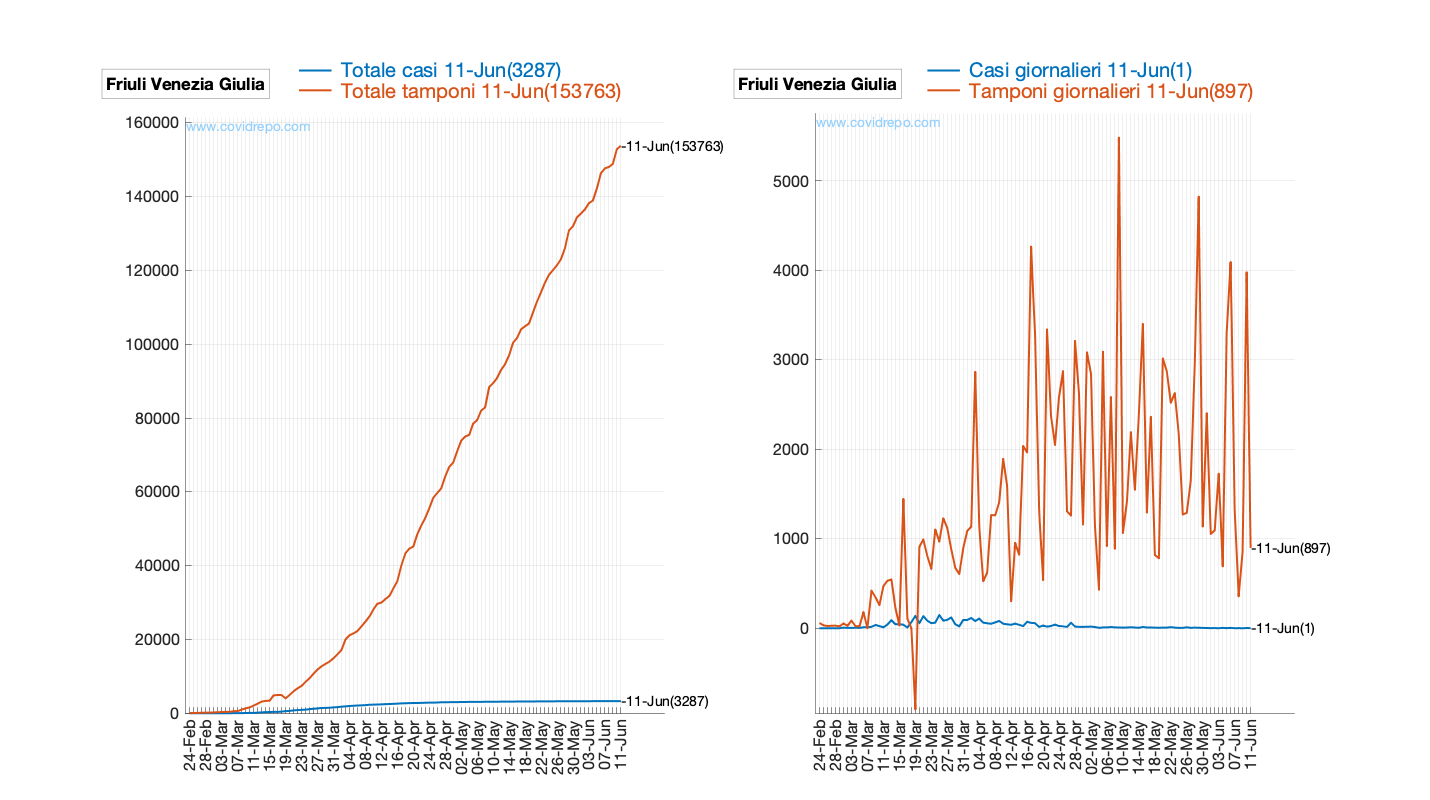 Friuli Venezia Giulia
Totale casi 11-Jun(3287)
Totale tamponi 11-Jun(153763)
www.covidrepo.com
160000
140000
120000
100000
80000
60000
40000
20000
0
-11-Jun(153763)
-11-Jun(3287)
24-Feb
28-Feb
03-Mar
07-Mar
11-Mar
15-Mar
19-Mar
23-Mar
27-Mar
31-Mar
04-Apr
08-Apr
12-Apr
16-Apr
20-Apr
24-Apr
28-Apr
02-May
06-May
10-May
14-May
18-May
22-May
26-May
30-May
03-Jun
07-Jun
11-Jun
Friuli Venezia Giulia
Casi giornalieri 11-Jun(1)
Tamponi giornalieri 11-Jun(897)
www.covidrepo.com
5000
4000
3000
2000
1000
0
-11-Jun(897)
-11-Jun(1)
24-Feb
28-Feb
03-Mar
07-Mar
11-Mar
15-Mar
19-Mar
23-Mar
27-Mar
31-Mar
04-Apr
08-Apr
12-Apr
16-Apr
20-Apr
24-Apr
28-Apr
02-May
06-May
10-May
14-May
18-May
22-May
26-May
30-May
03-Jun
07-Jun
11-Jun